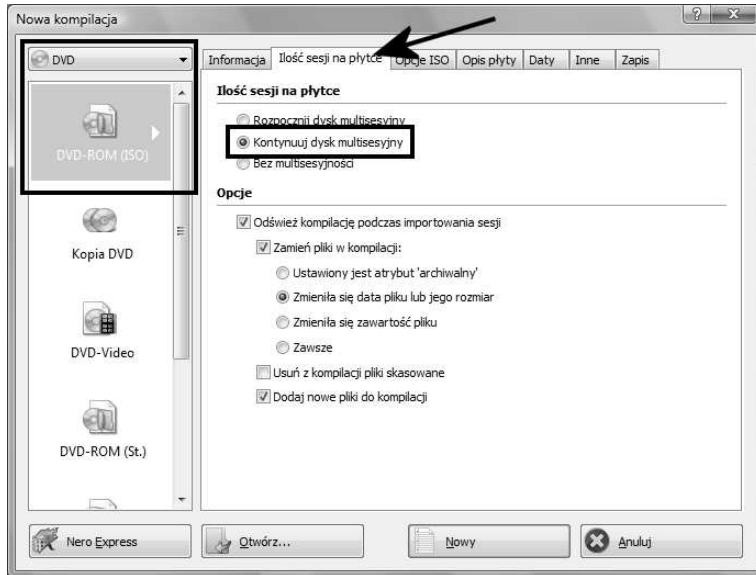 Nowa kompilacja
DVD
DVD-ROM (ISO)
Kopia DVD
DVD-Video
DVD-ROM (St.)
Informacja Ilość sesji na płytce Opcje ISO Opis płyty Daty Inne Zapis
Ilość sesji na płytce
Rozpocznij dysk multisesyjny
Kontynuuj dysk multisesyjny
Bez multisesyjności
Opcje
Odśwież kompilację podczas importowania sesji
Zamień pliki w kompilacji:
Ustawiony jest atrybut 'archiwalny'
Zmieniła się data pliku lub jego rozmiar
Zmieniła się zawartość pliku
Zawsze
Usuń z kompilacji pliki skasowane
Dodaj nowe pliki do kompilacji
Nero Express Otwórz... Nowy Anuluj